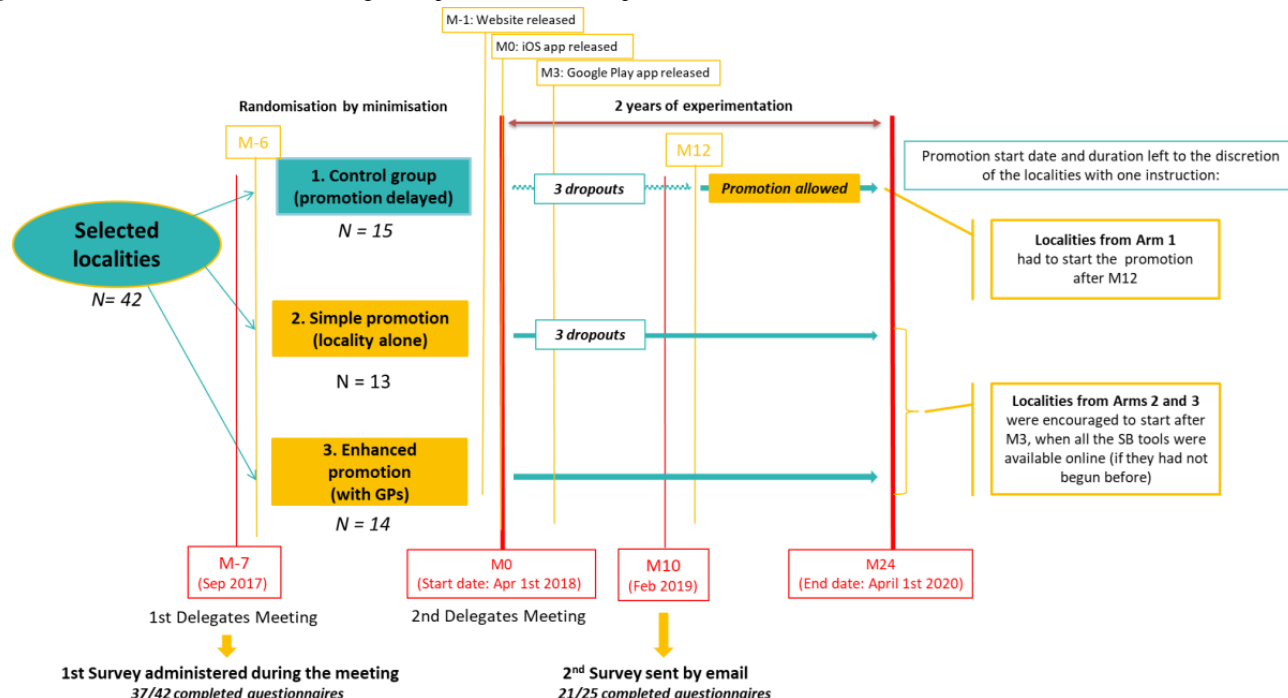 M-1: Website released
M0: iOS app released
M3: Google Play app released
Randomisation by minimisation
2 years of experimentation
M-6
M12
1. Control group
(promotion delayed)
N = 15
3 dropouts
Promotion allowed
Promotion start date and duration left to the discretion
of the localities with one instruction:
Selected
localities
N= 42
Localities from Arm 1
had to start the promotion
after M12
2. Simple promotion
(locality alone)
N = 13
3 dropouts
Localities from Arms 2 and 3
were encouraged to start after
M3, when all the SB tools were
available online (if they had not
begun before)
3. Enhanced
promotion
(with GPs)
N = 14
M-7
(Sep 2017)
M0
(Start date: Apr 1st 2018)
M10
(Feb 2019)
M24
(End date: April 1st 2020)
1st Delegates Meeting
2nd Delegates Meeting
1st Survey administered during the meeting
37/42 completed questionnaires
2nd Survey sent by email
21/25 completed questionnaires